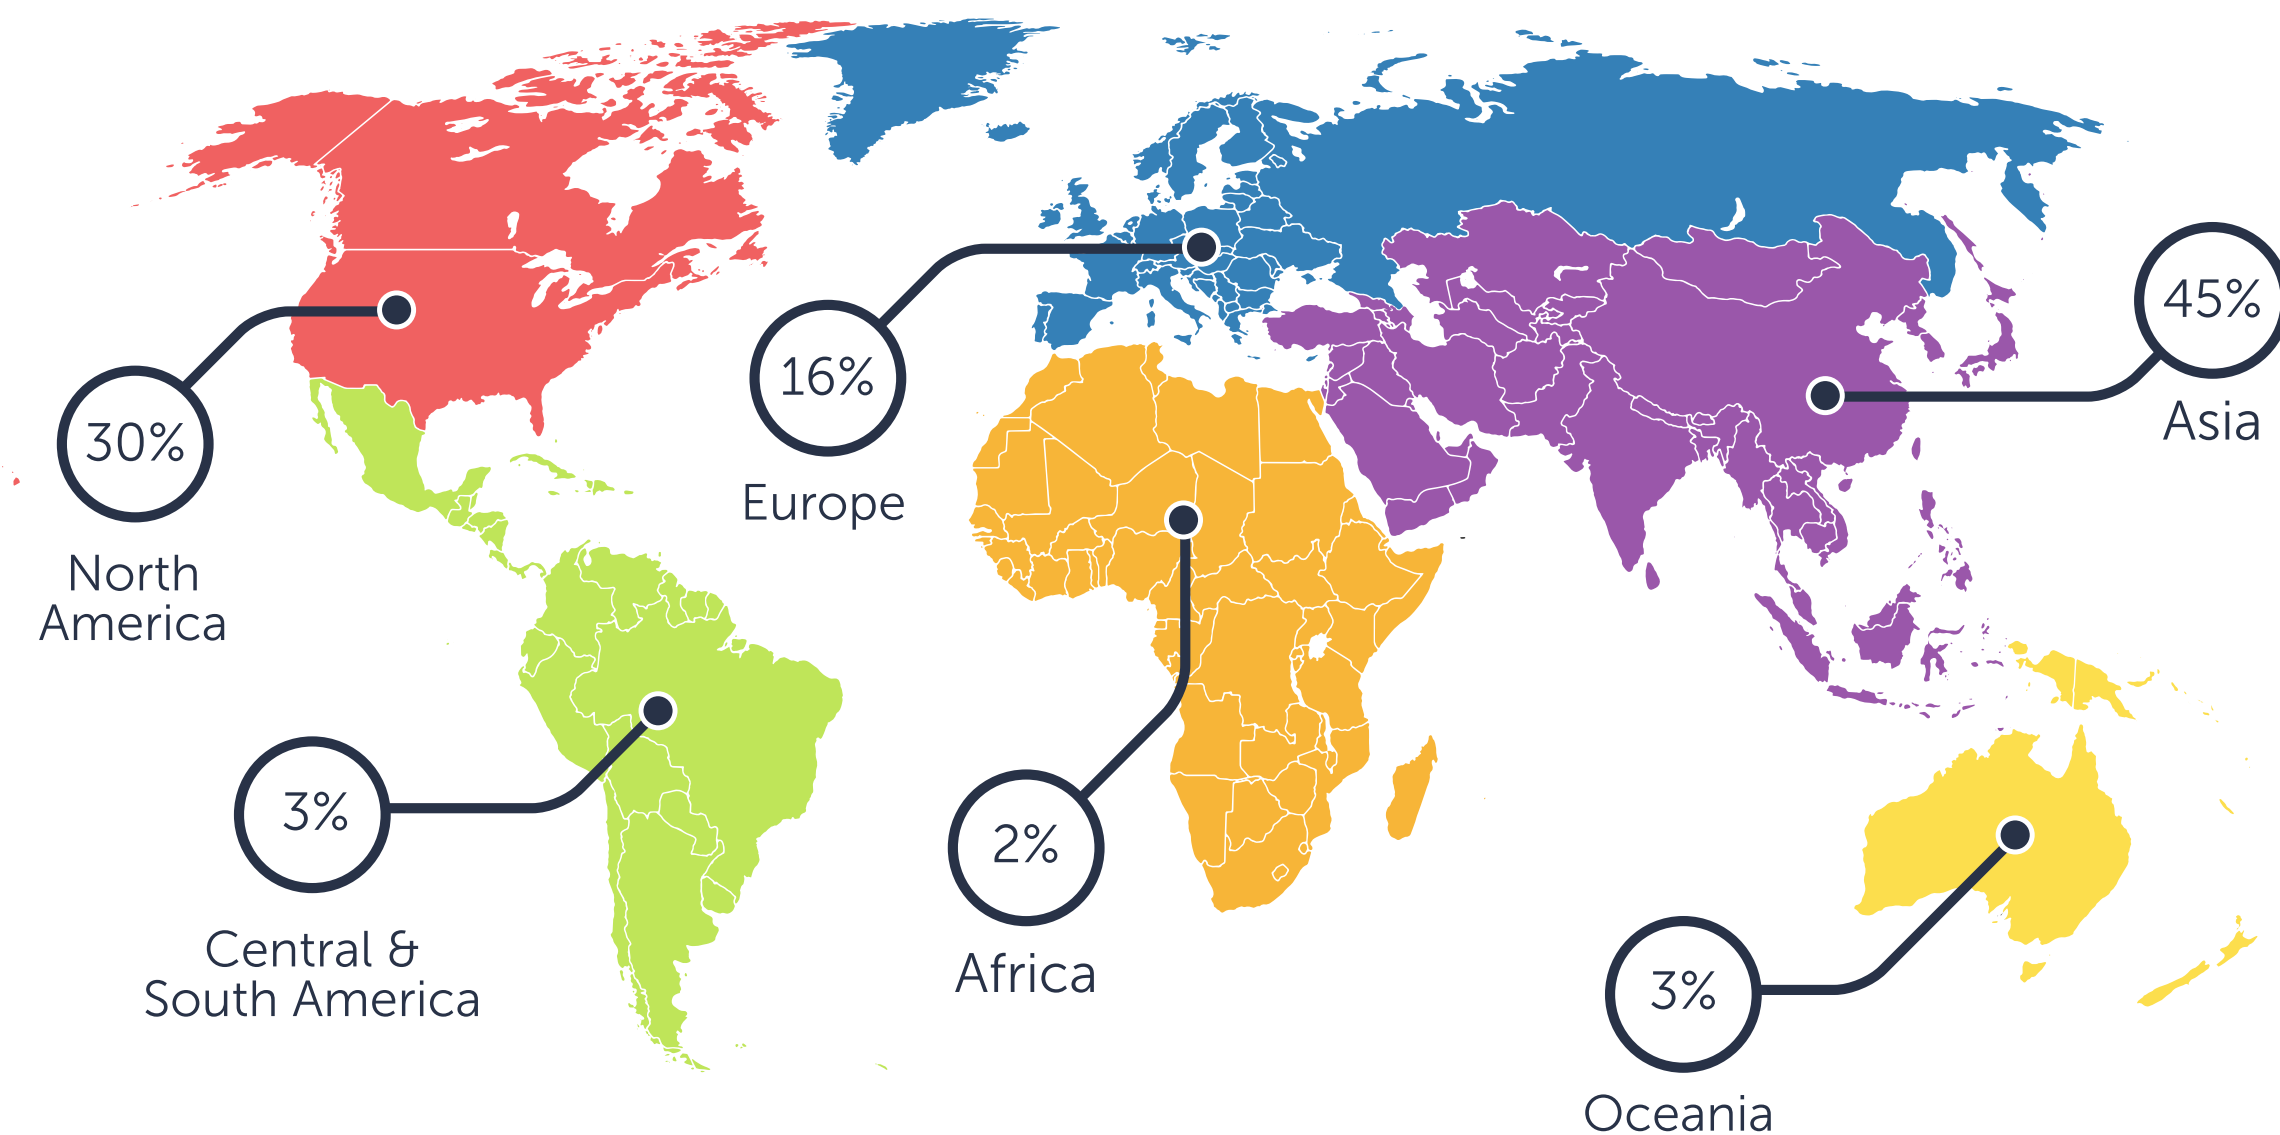 30%
North
America
16%
Europe
45%
Asia
3%
Central &
South America
2%
Africa
3%
Oceania